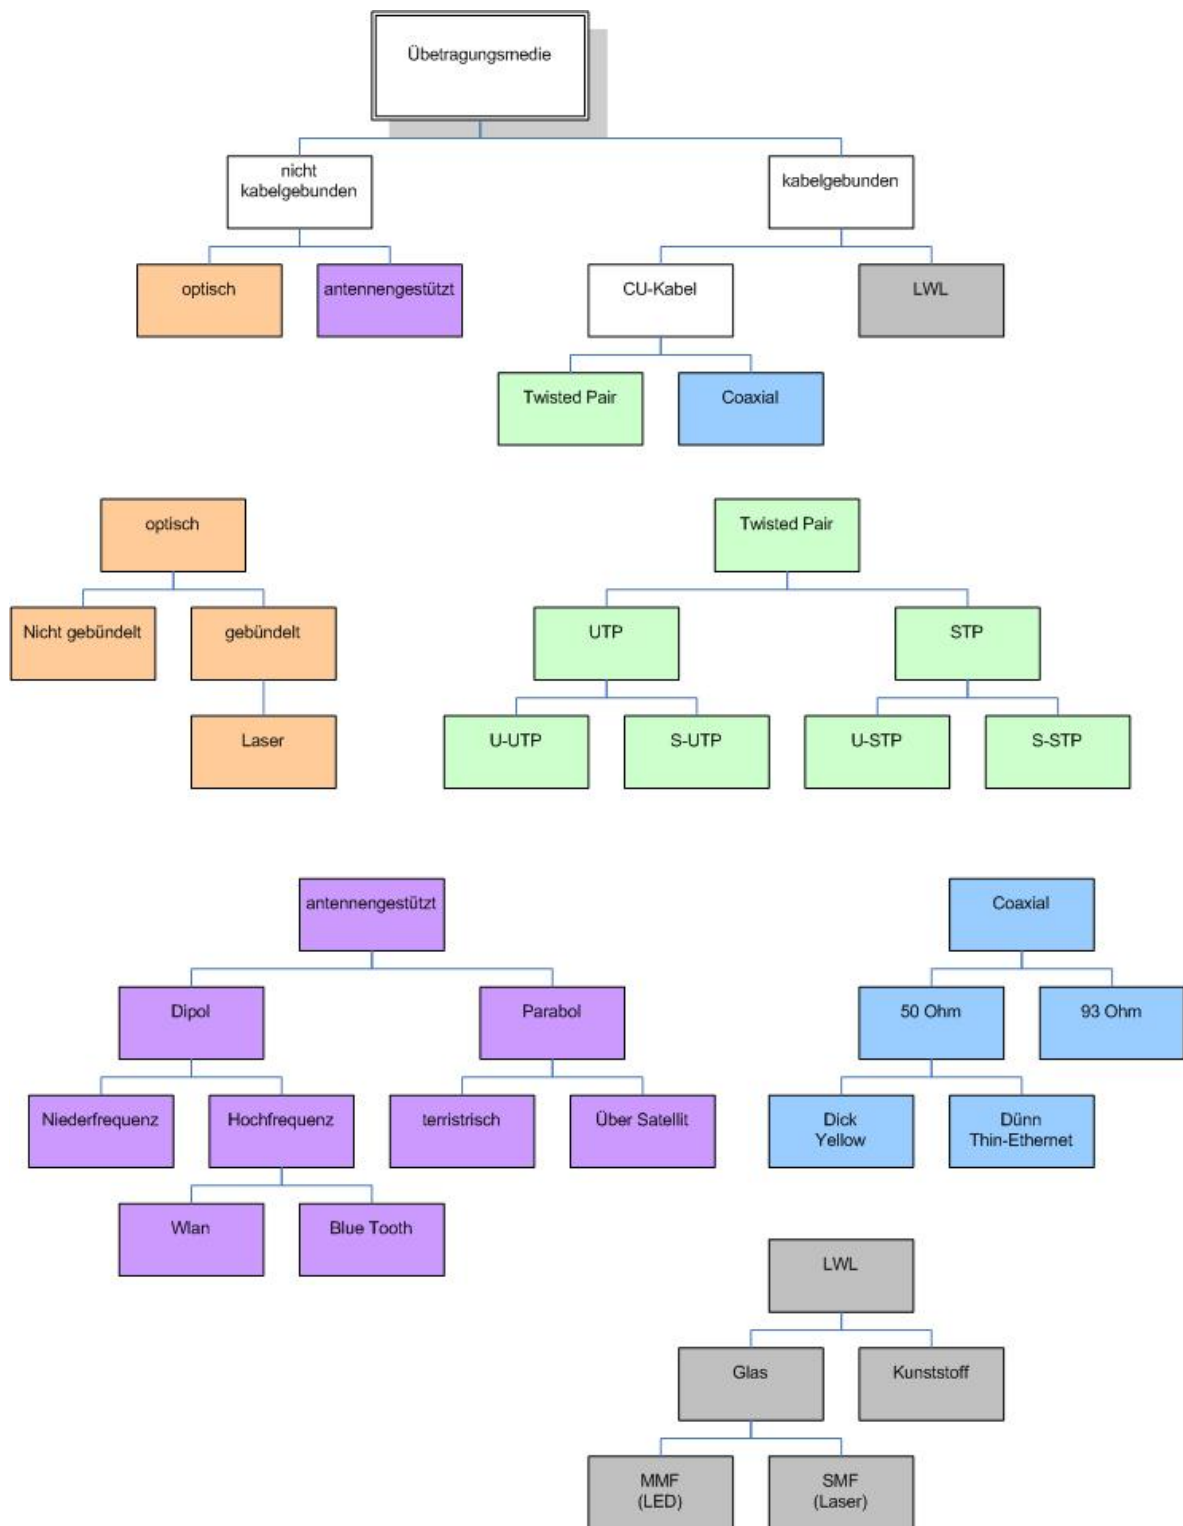 Übetragungsmedie
nicht
kabelgebunden
kabelgebunden
optisch
antennengestützt
CU-Kabel
LWL
Twisted Pair
Coaxial
optisch
Twisted Pair
Nicht gebündelt
gebündelt
UTP
STP
Laser
U-UTP
S-UTP
U-STP
S-STP
antennengestützt
Coaxial
Dipol
Parabol
50 Ohm
93 Ohm
Niederfrequenz
Hochfrequenz
terristrisch
Über Satellit
Dick
Yellow
Dünn
Thin-Ethernet
Wlan
Blue Tooth
LWL
Glas
Kunststoff
MMF
(LED)
SMF
(Laser)